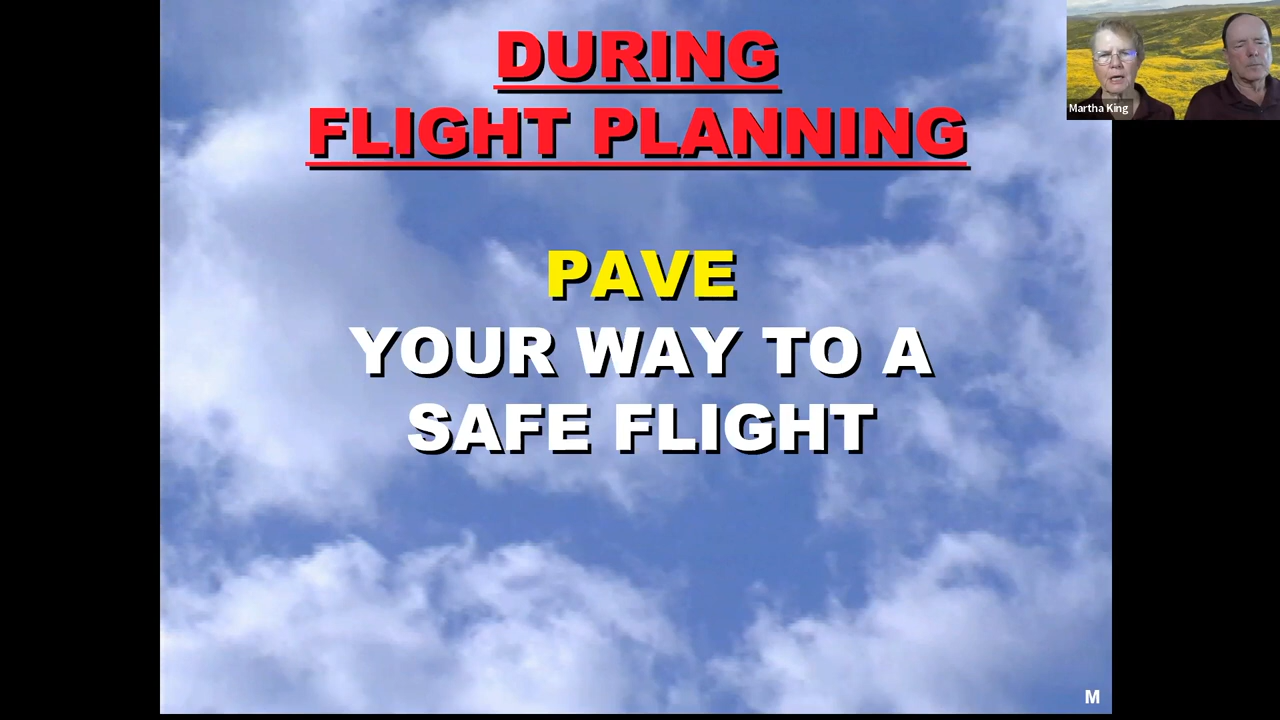 DURING
FLIGHT PLANNING
PAVE
YOUR WAY TO A
SAFE FLIGHT
Martha King
M